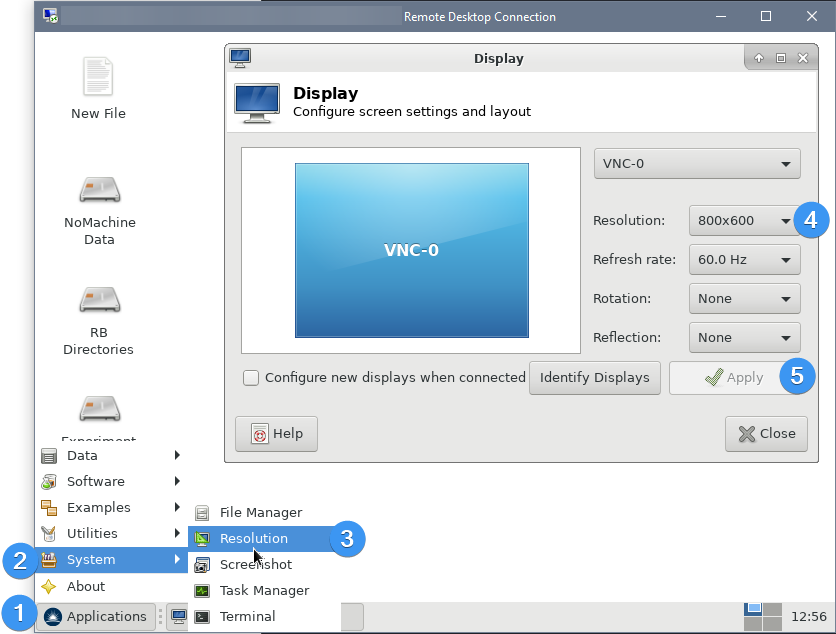 Remote Desktop Connection
New File
NoMachine
Data
RB
Directories
Experiment
Display
Display
Configure screen settings and layout
VNC-0
VNC-0
Resolution:
800x600
4
Refresh rate:
60.0 Hz
Rotation:
None
Reflection:
None
Configure new displays when connected
Identify Displays
Apply
5
Help
Close
Data
Software
Examples
Utilities
2
System
About
File Manager
Resolution
3
Screenshot
Task Manager
Terminal
1
Applications
12:56